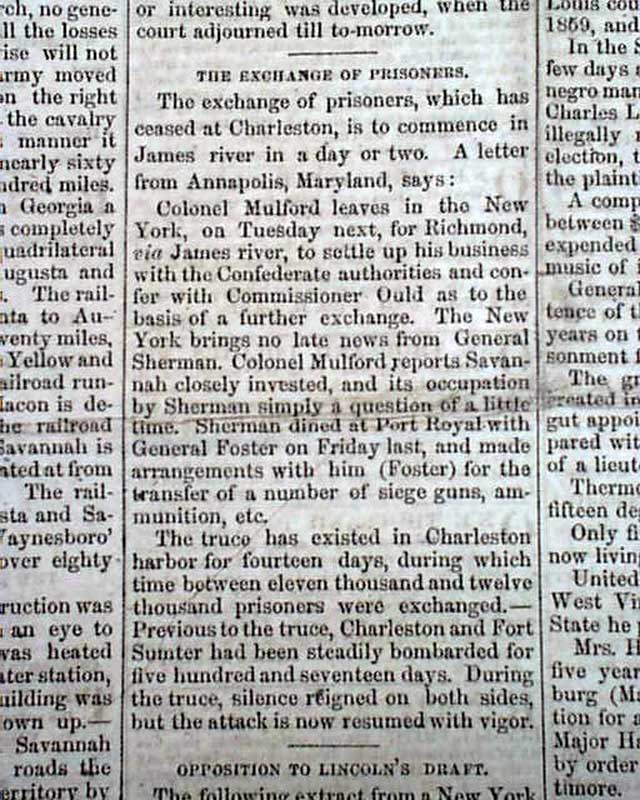 rch, no gene-
ll the losses
rise will not
army moved
on the right
the cavalry
manner it
nearly sixty
ndred miles.
Georgia a
s completely
uadrilateral
ugusta and
The rail-
nta to Au-
wenty miles,
Yellow and
ailroad run-
Macon is de-
he railroad
Savannah is
ated at from
The rail-
sta and Sa-
Waynesboro'
over eighty
ruction was
an eye to
was heated
ater station,
uilding was
own up.—
Savannah
roads the
erritory by
or interesting was developed, when the
court adjourned till to-morrow.
THE EXCHANGE OF PRISONERS.
The exchange of prisoners, which has
ceased at Charleston, is to commence in
James river in a day or two. A letter
from Annapolis, Maryland, says:
Colonel Mulford leaves in the New
York, on Tuesday next, for Richmond,
via James river, to settle up his business
with the Confederate authorities and con-
fer with Commissioner Ould as to the
basis of a further exchange. The New
York brings no late news from General
Sherman. Colonel Mulford reports Savan-
nah closely invested, and its occupation
by Sherman simply a question of a little
time. Sherman dined at Port Royal with
General Foster on Friday last, and made
arrangements with him (Foster) for the
transfer of a number of siege guns, am-
munition, etc.
The truce has existed in Charleston
harbor for fourteen days, during which
time between eleven thousand and twelve
thousand prisoners were exchanged.—
Previous to the truce, Charleston and Fort
Sumter had been steadily bombarded for
five hundred and seventeen days. During
the truce, silence reigned on both sides,
but the attack is now resumed with vigor.
OPPOSITION TO LINCOLN'S DRAFT.
The following extract from a New York
Louis cou
1859, and
In the S
few days a
negro man
Charles L
illegally
election, t
the plainti
A comp
between
expended
music of i
General
tence of t
years on t
sonment
The gr
created in
gut appoi
pared wit
of a lieut
Thermo
fifteen de
Only fi
now livin
United
West Vir
State he p
Mrs. H
five year
burg (M
tion for a
Major Ha
by order
timore.